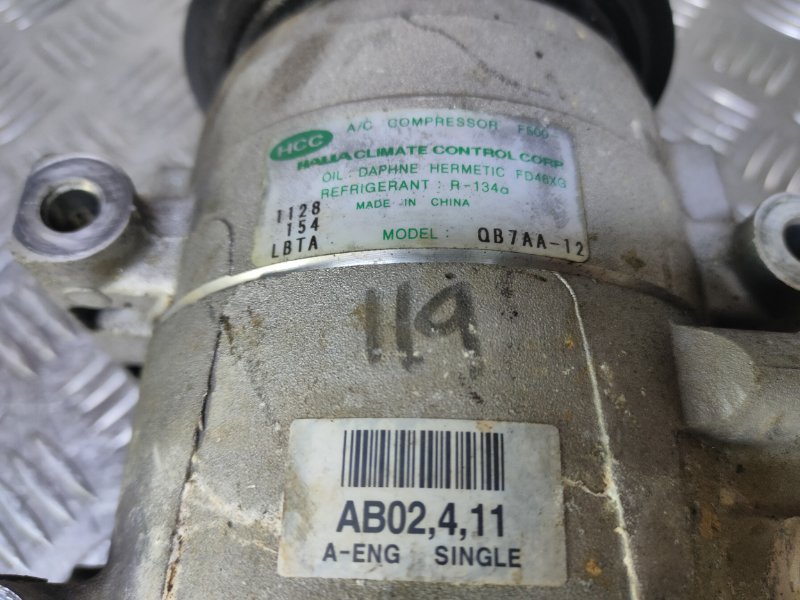 A/C COMPRESSOR F500
HCC HALLA CLIMATE CONTROL CORP
OIL : DAPHNE HERMETIC FD46XG
REFRIGERANT : R-134a
MADE IN CHINA
1128
154
LBTA
MODEL : QB7AA-12
119
AB02,4,11
A-ENG SINGLE